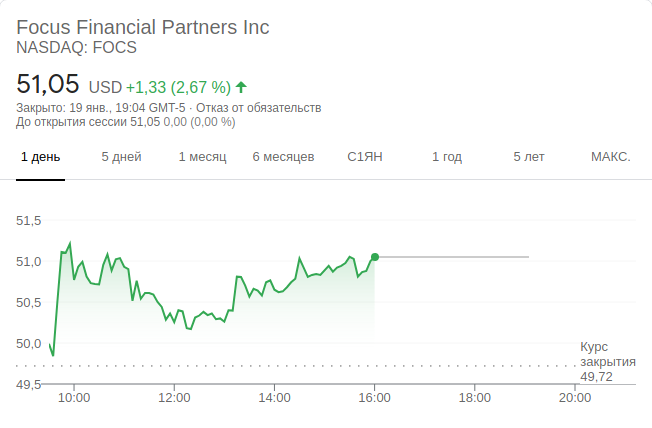 Focus Financial Partners Inc
NASDAQ: FOCS
51,05 USD +1,33 (2,67 %)
Закрыто: 19 янв., 19:04 GMT-5 · Отказ от обязательств
До открытия сессии 51,05 0,00 (0,00 %)
1 день 5 дней 1 месяц 6 месяцев С1ЯН 1 год 5 лет МАКС.
51,5
51,0
50,5
50,0
Курс
закрытия
49,72
49,5
10:00 12:00 14:00 16:00 18:00 20:00